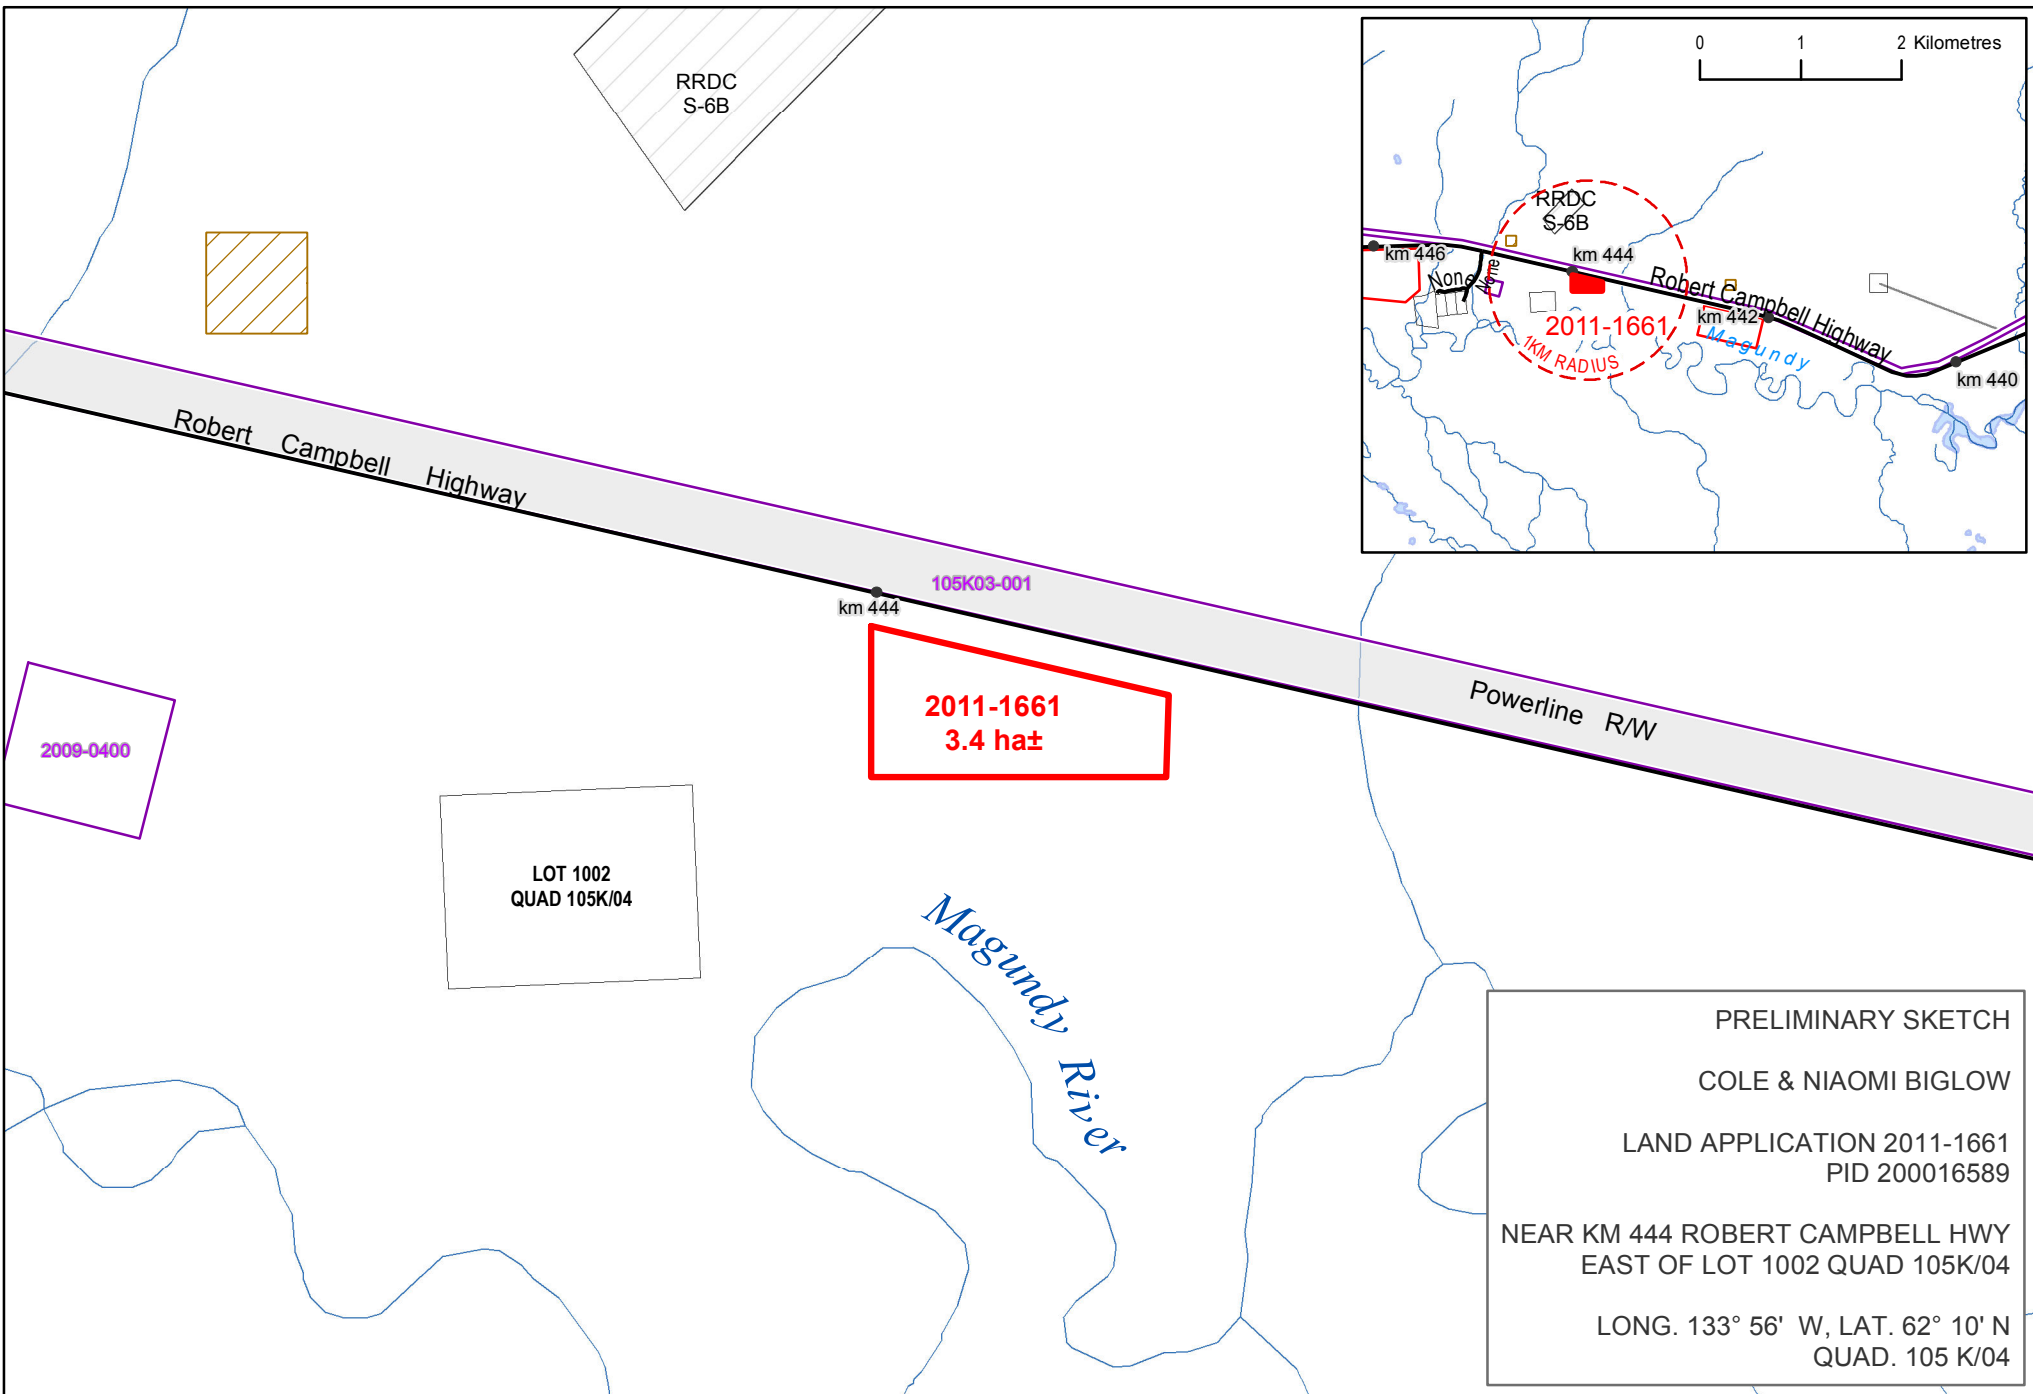 RRDC
S-6B
Robert Campbell Highway
105K03-001
km 444
2011-1661
3.4 ha±
Powerline R/W
2009-0400
LOT 1002
QUAD 105K/04
Magundy River
0 1 2 Kilometres
RRDC
S-6B
km 446
None
None
km 444
Robert Campbell Highway
2011-1661
km 442
Magundy
1KM RADIUS
km 440
PRELIMINARY SKETCH
COLE & NIAOMI BIGLOW
LAND APPLICATION 2011-1661
PID 200016589
NEAR KM 444 ROBERT CAMPBELL HWY
EAST OF LOT 1002 QUAD 105K/04
LONG. 133° 56' W, LAT. 62° 10' N
QUAD. 105 K/04